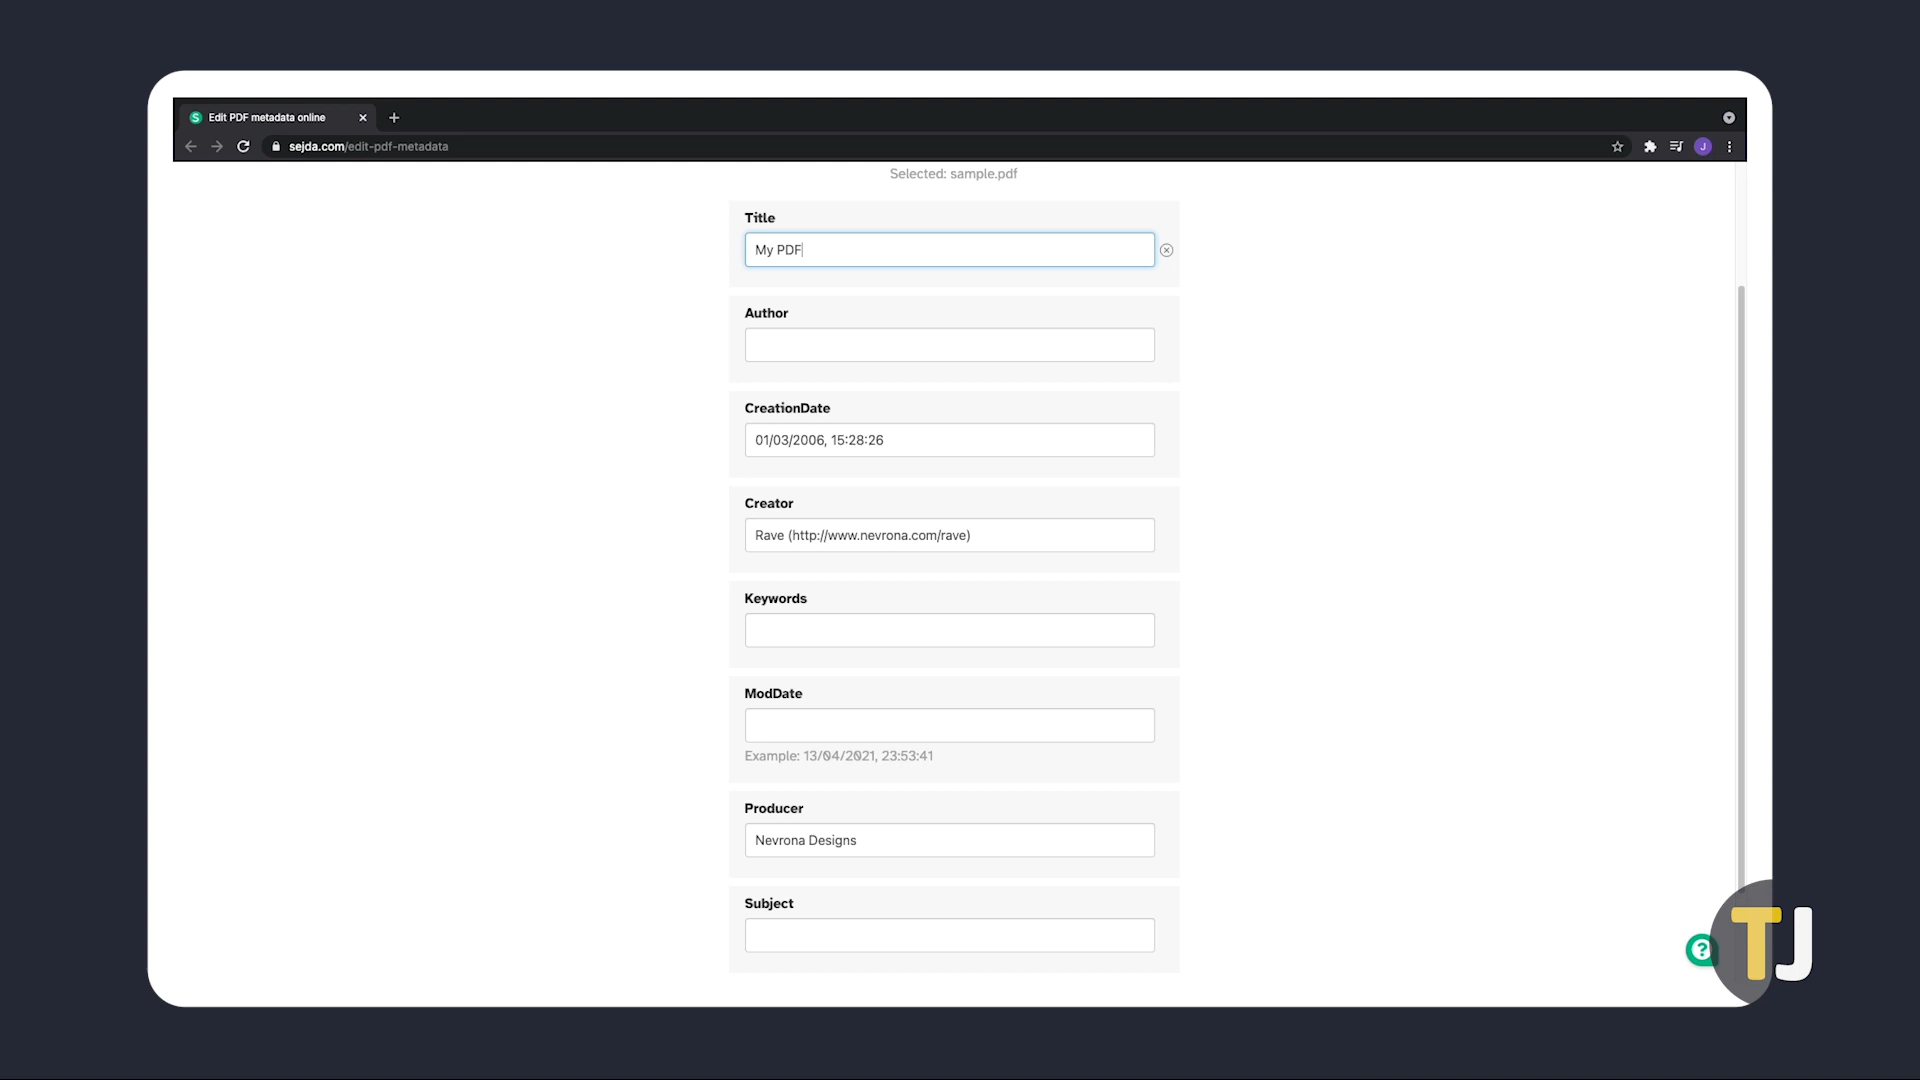 S Edit PDF metadata online
sejda.com/edit-pdf-metadata
J
Selected: sample.pdf
Title
My PDF
Author
CreationDate
01/03/2006, 15:28:26
Creator
Rave (http://www.nevrona.com/rave)
Keywords
ModDate
Example: 13/04/2021, 23:53:41
Producer
Nevrona Designs
Subject
?
TJ